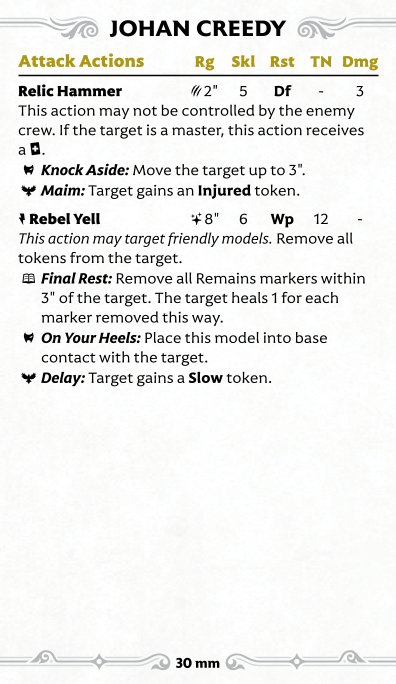 JOHAN CREEDY
Attack Actions Rg Skl Rst TN Dmg
Relic Hammer 2" 5 Df - 3
This action may not be controlled by the enemy
crew. If the target is a master, this action receives
a .
Knock Aside: Move the target up to 3".
Maim: Target gains an Injured token.
Rebel Yell 8" 6 Wp 12 -
This action may target friendly models. Remove all
tokens from the target.
Final Rest: Remove all Remains markers within
3" of the target. The target heals 1 for each
marker removed this way.
On Your Heels: Place this model into base
contact with the target.
Delay: Target gains a Slow token.
30 mm